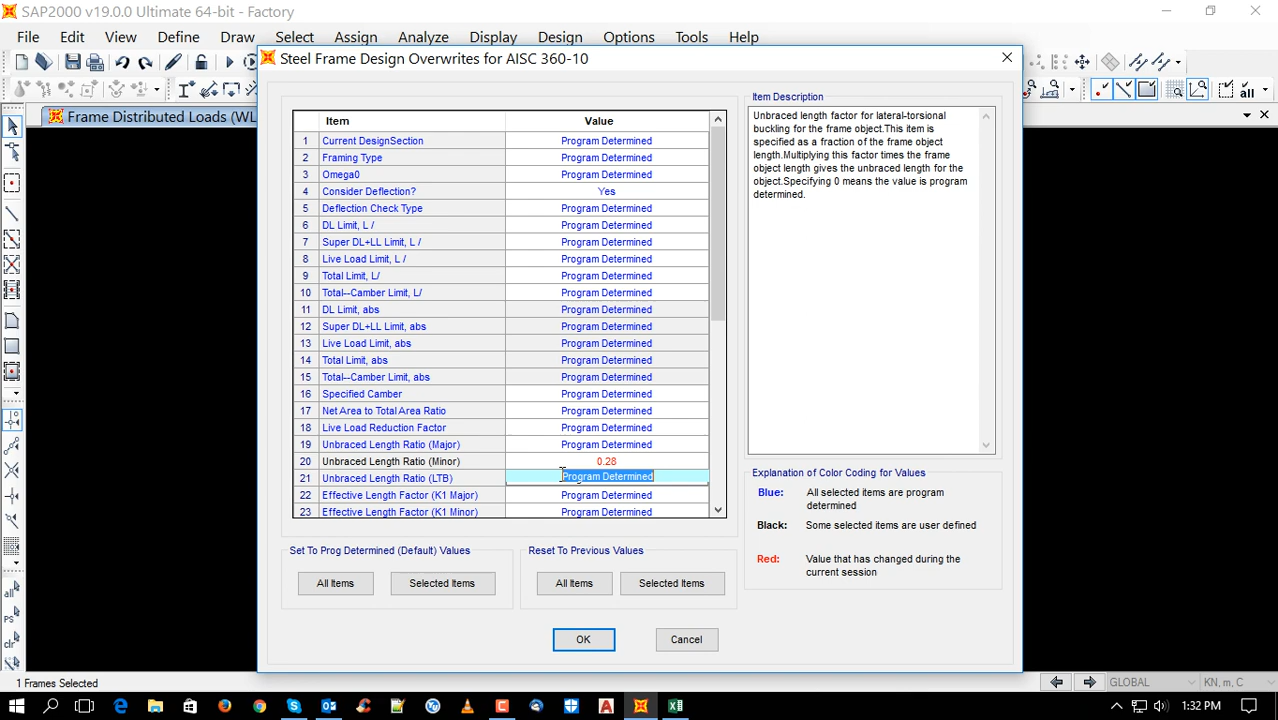 SAP2000 v19.0.0 Ultimate 64-bit - Factory
File Edit View Define Draw Select Assign Analyze Display Design Options Tools Help
Steel Frame Design Overwrites for AISC 360-10
all
Frame Distributed Loads (WL
Item Value
1 Current DesignSection Program Determined
2 Framing Type Program Determined
3 Omega0 Program Determined
4 Consider Deflection? Yes
5 Deflection Check Type Program Determined
6 DL Limit, L / Program Determined
7 Super DL+LL Limit, L / Program Determined
8 Live Load Limit, L / Program Determined
9 Total Limit, L/ Program Determined
10 Total--Camber Limit, L/ Program Determined
11 DL Limit, abs Program Determined
12 Super DL+LL Limit, abs Program Determined
13 Live Load Limit, abs Program Determined
14 Total Limit, abs Program Determined
15 Total--Camber Limit, abs Program Determined
16 Specified Camber Program Determined
17 Net Area to Total Area Ratio Program Determined
18 Live Load Reduction Factor Program Determined
19 Unbraced Length Ratio (Major) Program Determined
20 Unbraced Length Ratio (Minor) 0.28
21 Unbraced Length Ratio (LTB) Program Determined
22 Effective Length Factor (K1 Major) Program Determined
23 Effective Length Factor (K1 Minor) Program Determined
Item Description
Unbraced length factor for lateral-torsional
buckling for the frame object.This item is
specified as a fraction of the frame object
length.Multiplying this factor times the frame
object length gives the unbraced length for the
object.Specifying 0 means the value is program
determined.
Explanation of Color Coding for Values
Blue: All selected items are program
determined
Black: Some selected items are user defined
Red: Value that has changed during the
current session
Set To Prog Determined (Default) Values
All Items Selected Items
Reset To Previous Values
All Items Selected Items
OK Cancel
all
PS
clr
1 Frames Selected
GLOBAL KN, m, C
1:32 PM